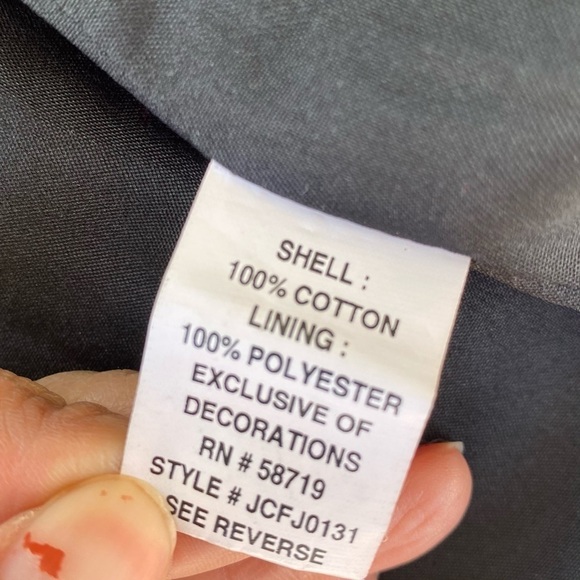 SHELL :
100% COTTON
LINING :
100% POLYESTER
EXCLUSIVE OF
DECORATIONS
RN # 58719
STYLE # JCFJ0131
SEE REVERSE